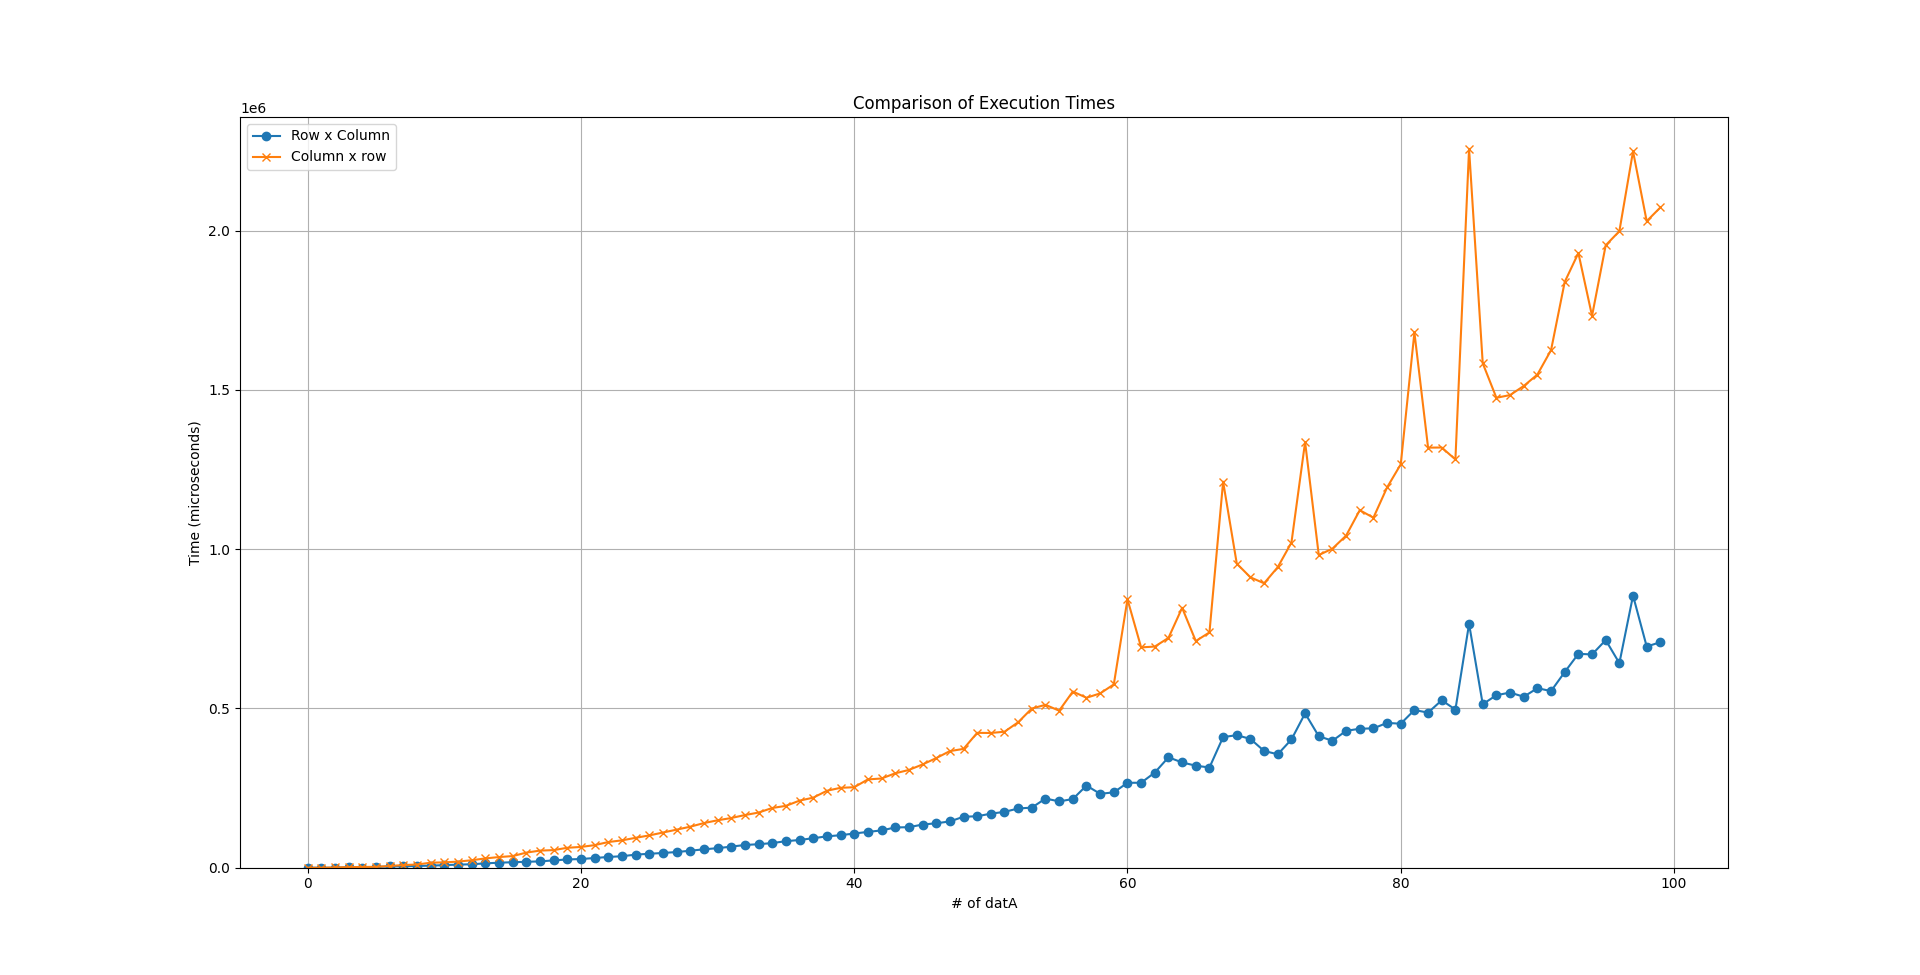 Comparison of Execution Times
1e6
Row x Column
Column x row
2.0
1.5
1.0
0.5
0.0
Time (microseconds)
0 20 40 60 80 100
# of datA